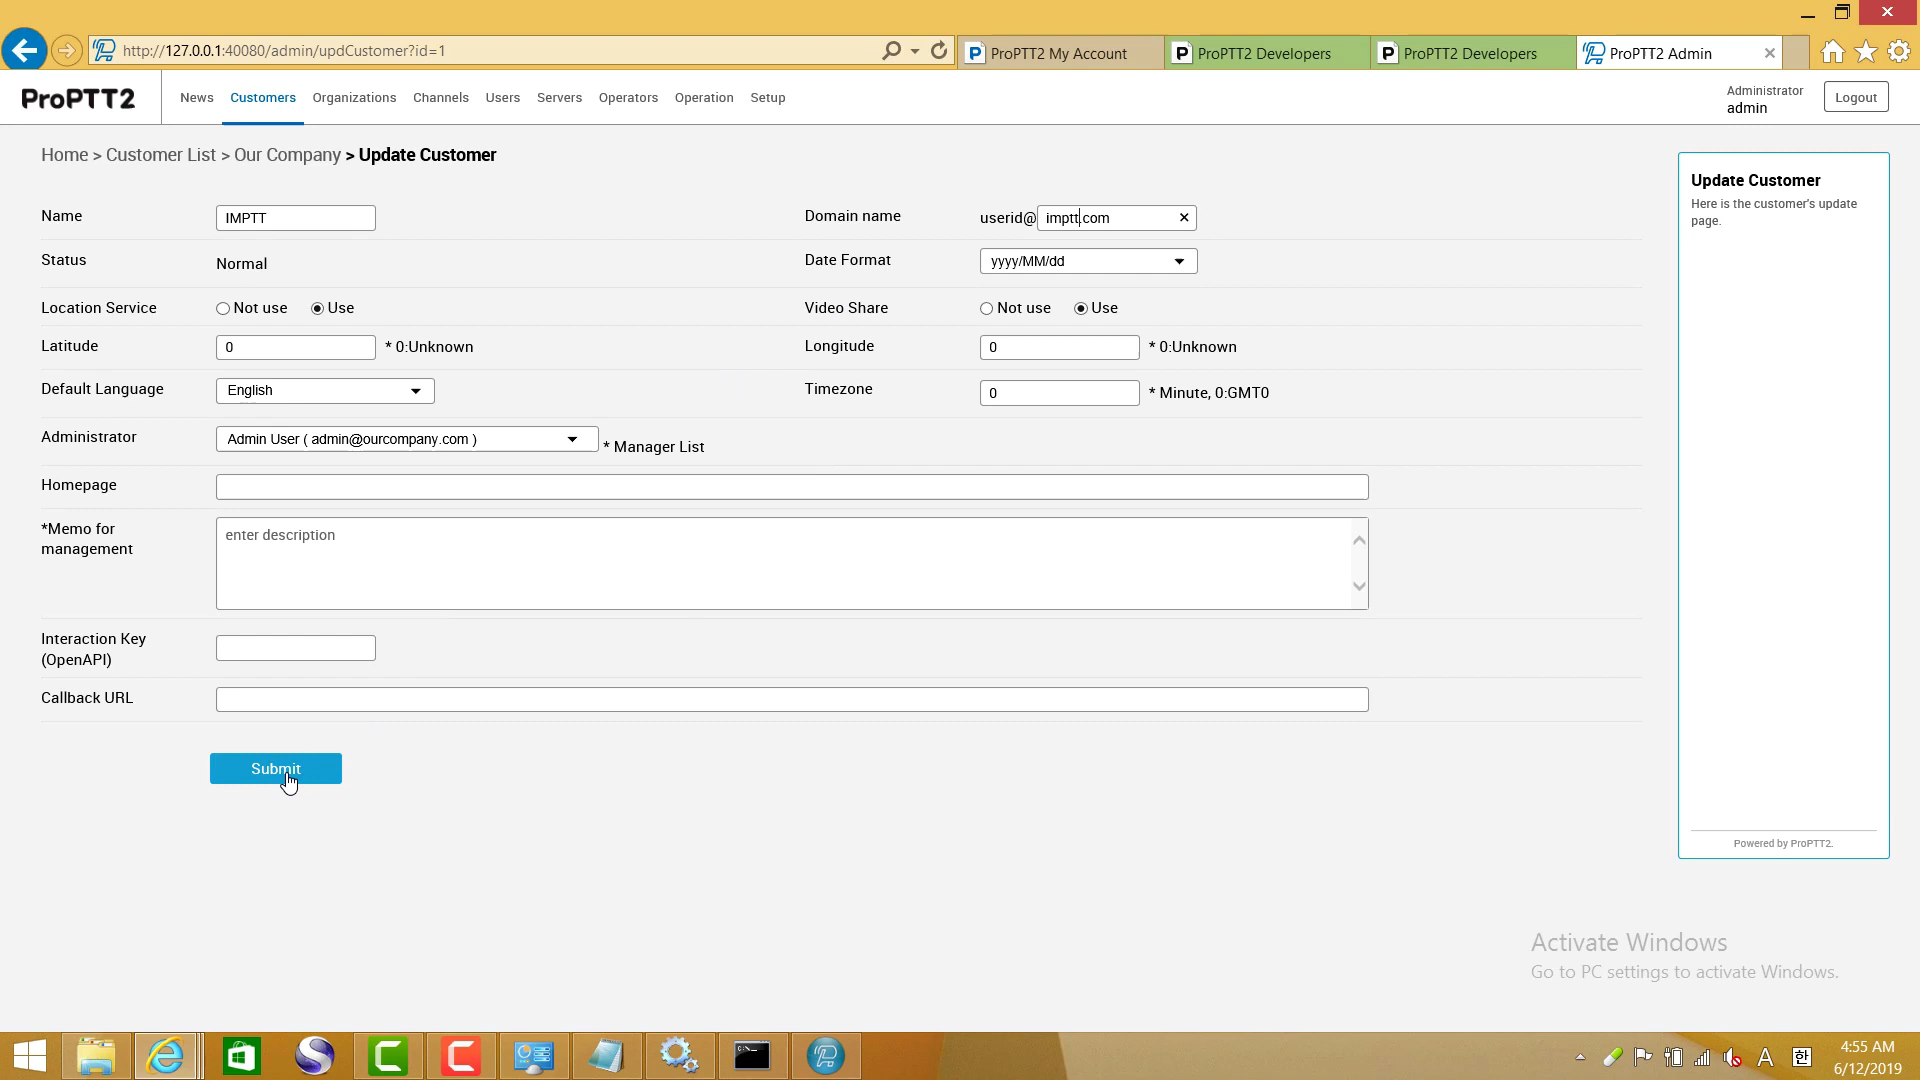 http://127.0.0.1:40080/admin/updCustomer?id=1
ProPTT2 My Account
ProPTT2 Developers
ProPTT2 Developers
ProPTT2 Admin
ProPTT2
News
Customers
Organizations
Channels
Users
Servers
Operators
Operation
Setup
Administrator
admin
Logout
Home > Customer List > Our Company > Update Customer
Name
IMPTT
Domain name
userid@
imptt.com
Status
Normal
Date Format
yyyy/MM/dd
Location Service
Not use
Use
Video Share
Not use
Use
Latitude
0
* 0:Unknown
Longitude
0
* 0:Unknown
Default Language
English
Timezone
0
* Minute, 0:GMT0
Administrator
Admin User ( admin@ourcompany.com )
* Manager List
Homepage
*Memo for
management
enter description
Interaction Key
(OpenAPI)
Callback URL
Submit
Update Customer
Here is the customer's update
page.
Powered by ProPTT2.
Activate Windows
Go to PC settings to activate Windows.
A
한
4:55 AM
6/12/2019